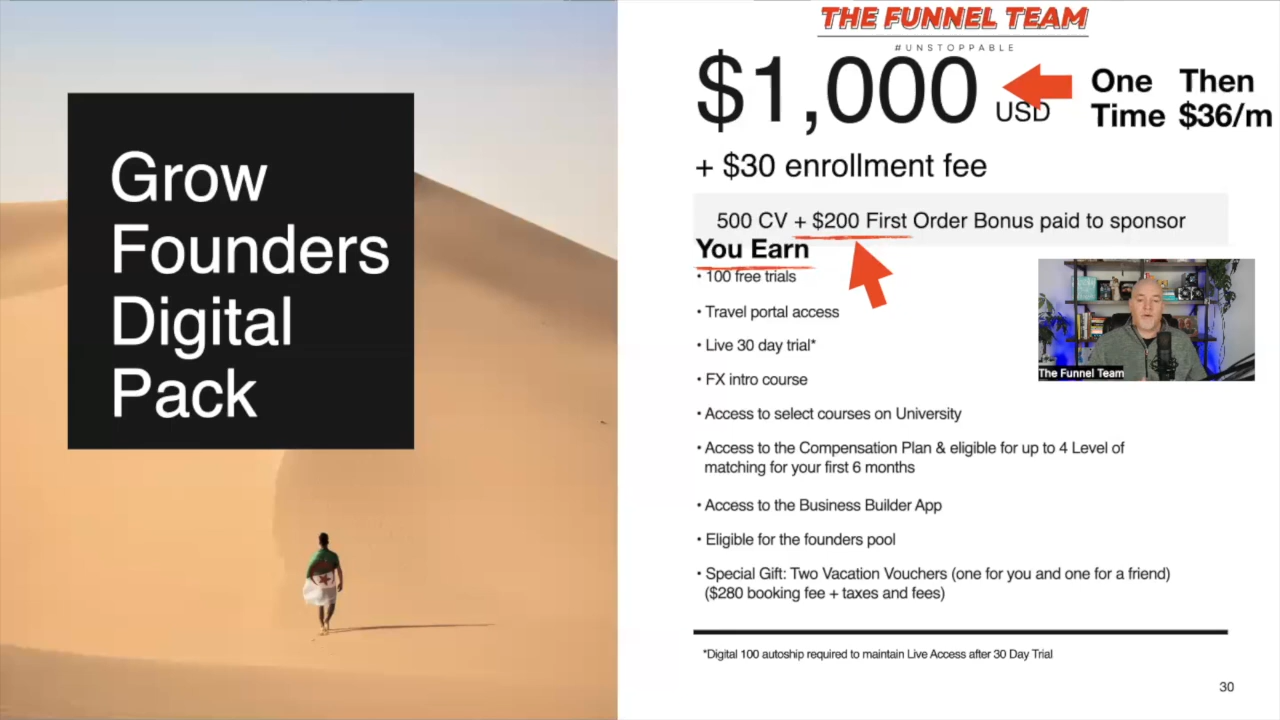 Grow
Founders
Digital
Pack
THE FUNNEL TEAM
#UNSTOPPABLE
$1,000 USD
One Time
Then $36/m
+ $30 enrollment fee
500 CV + $200 First Order Bonus paid to sponsor
You Earn
• 100 free trials
• Travel portal access
• Live 30 day trial*
• FX intro course
• Access to select courses on University
• Access to the Compensation Plan & eligible for up to 4 Level of
matching for your first 6 months
• Access to the Business Builder App
• Eligible for the founders pool
• Special Gift: Two Vacation Vouchers (one for you and one for a friend)
($280 booking fee + taxes and fees)
The Funnel Team
*Digital 100 autoship required to maintain Live Access after 30 Day Trial
30